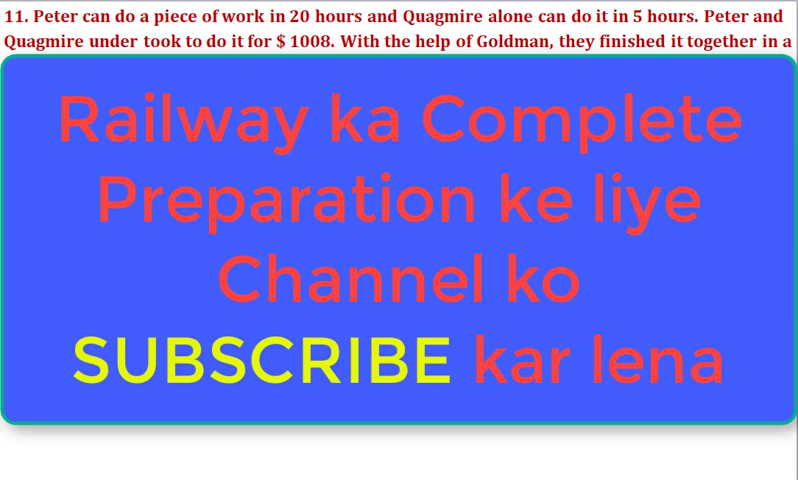 11. Peter can do a piece of work in 20 hours and Quagmire alone can do it in 5 hours. Peter and
Quagmire under took to do it for $ 1008. With the help of Goldman, they finished it together in a
Railway ka Complete
Preparation ke liye
Channel ko
SUBSCRIBE kar lena